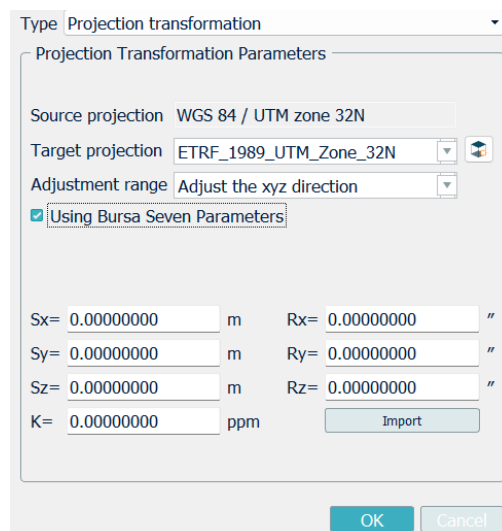 Type Projection transformation
Projection Transformation Parameters
Source projection WGS 84 / UTM zone 32N
Target projection ETRF_1989_UTM_Zone_32N
Adjustment range Adjust the xyz direction
Using Bursa Seven Parameters
Sx= 0.00000000 m Rx= 0.00000000 "
Sy= 0.00000000 m Ry= 0.00000000 "
Sz= 0.00000000 m Rz= 0.00000000 "
K= 0.00000000 ppm Import
OK Cancel